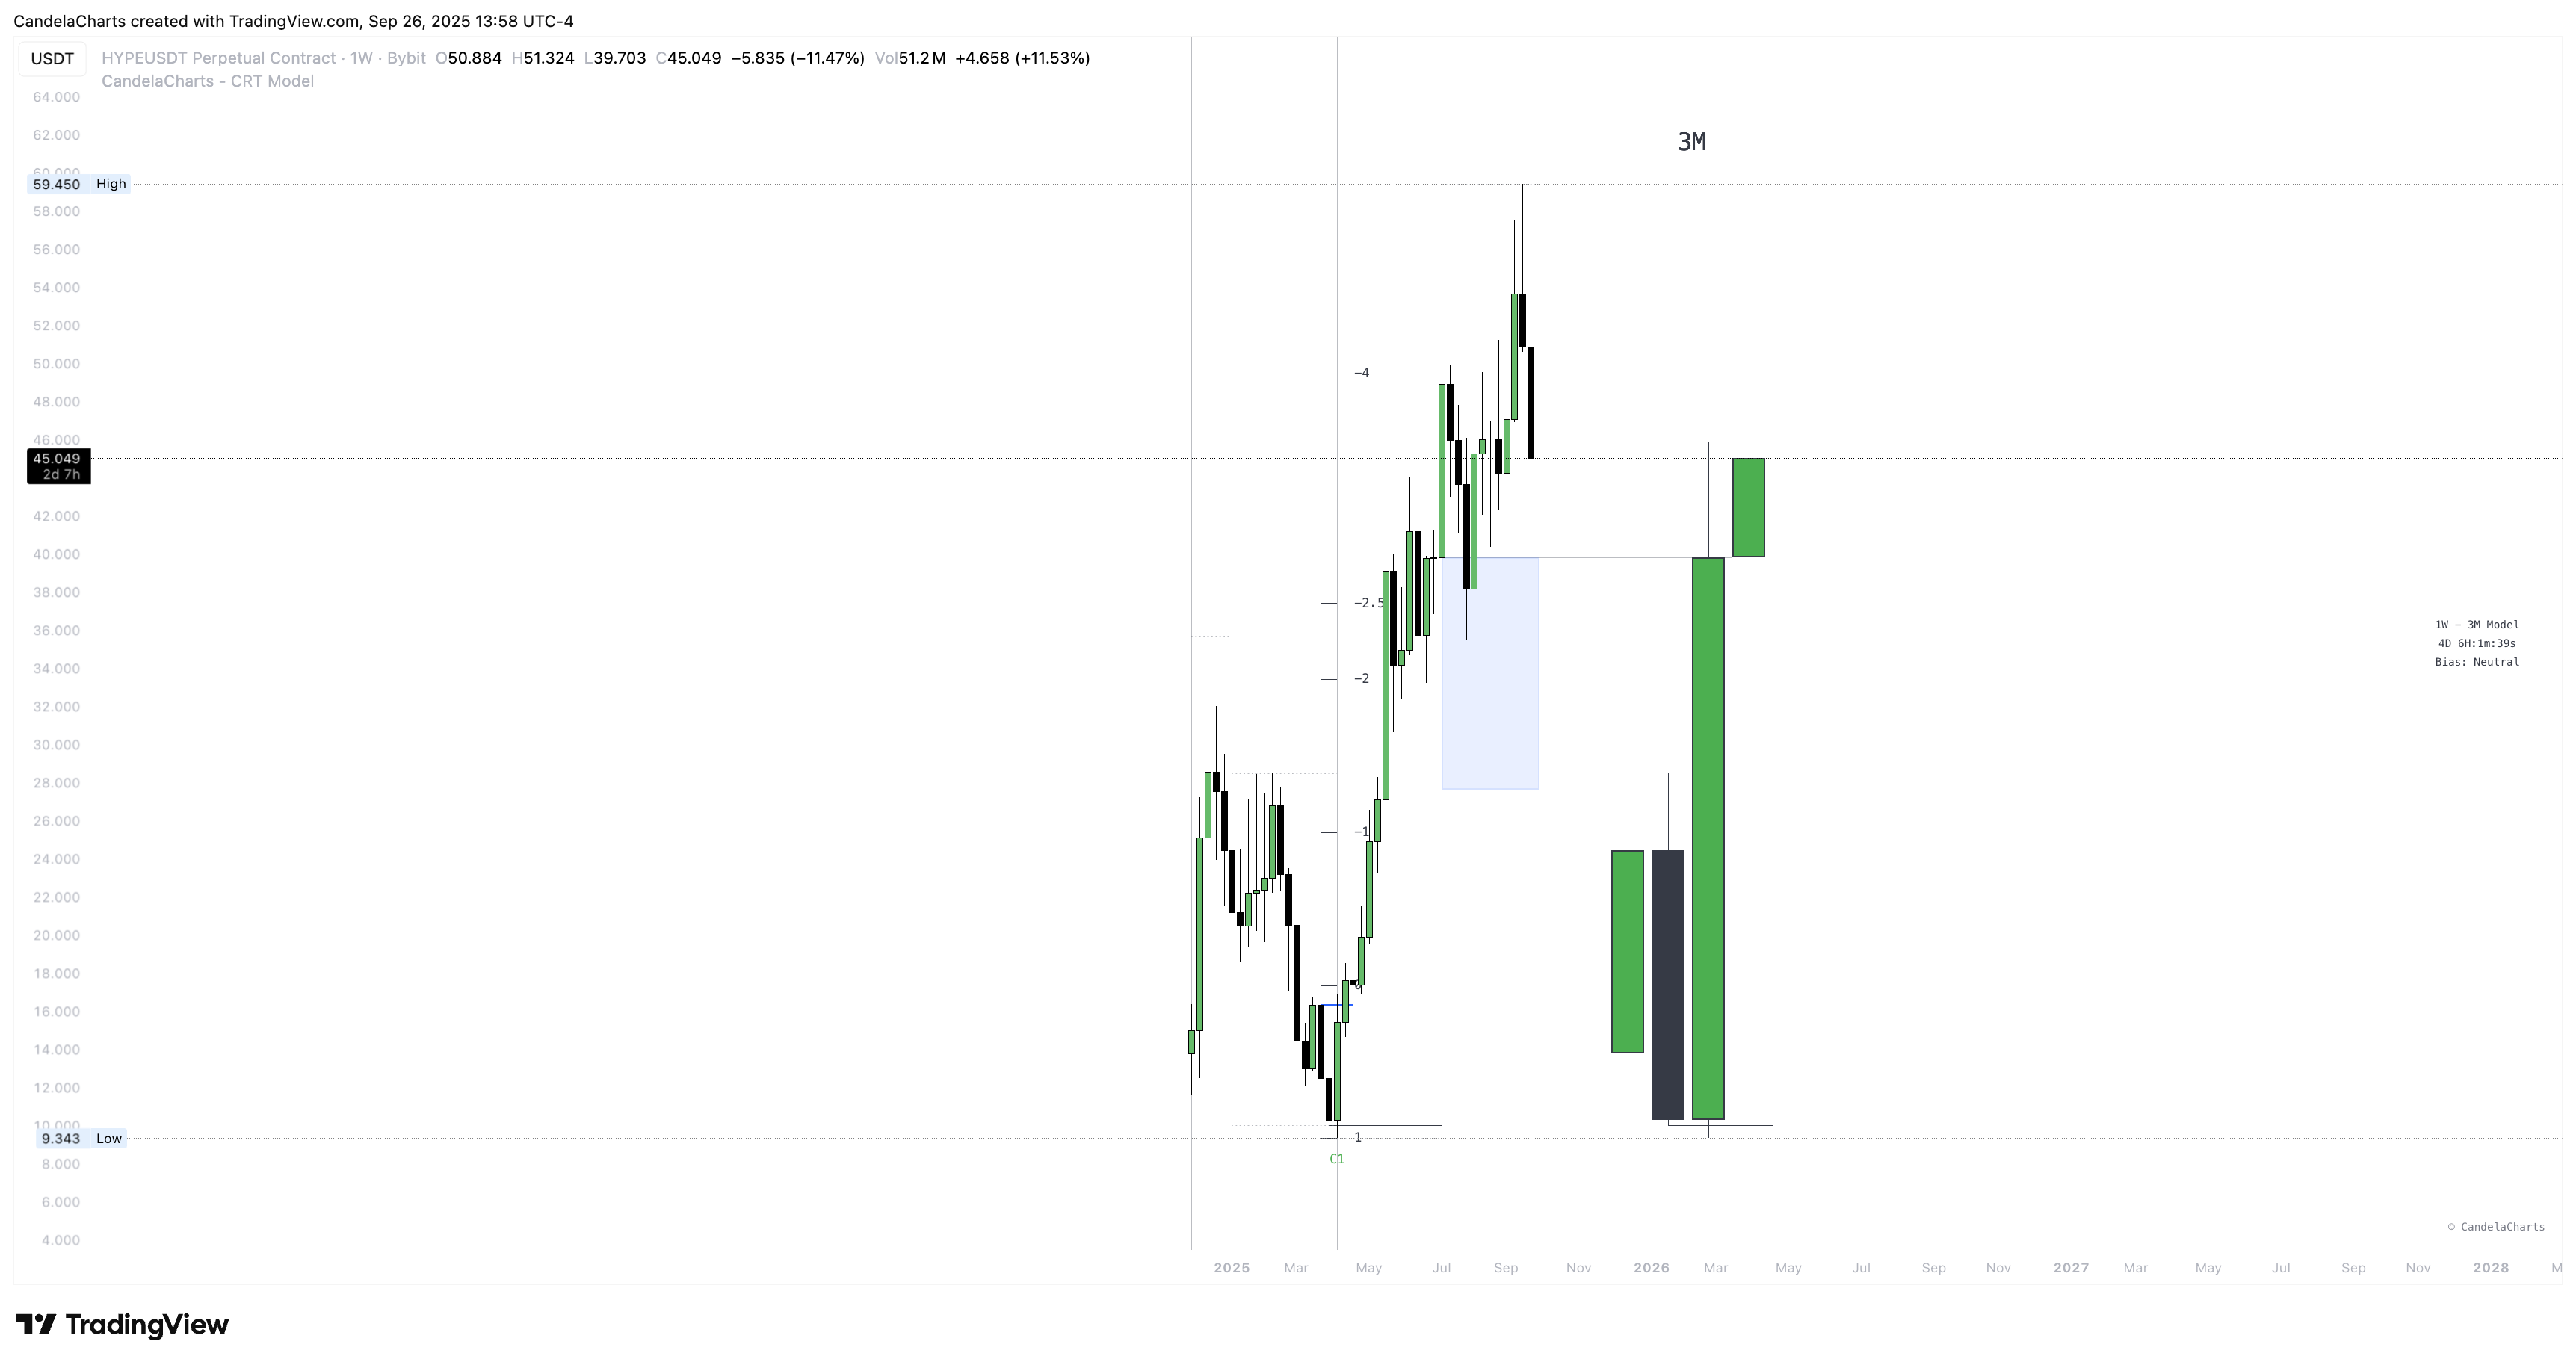 CandelaCharts created with TradingView.com, Sep 26, 2025 13:58 UTC-4
USDT
HYPEUSDT Perpetual Contract · 1W · Bybit O50.884 H51.324 L39.703 C45.049 −5.835 (−11.47%) Vol51.2 M +4.658 (+11.53%)
CandelaCharts - CRT Model
64.000
62.000
3M
60.000
59.450 High
58.000
56.000
54.000
52.000
50.000
−4
48.000
46.000
45.049
2d 7h
42.000
40.000
38.000
−2.5
36.000
1W - 3M Model
4D 6H:1m:39s
Bias: Neutral
34.000
−2
32.000
30.000
28.000
26.000
−1
24.000
22.000
20.000
18.000
16.000
14.000
12.000
10.000
9.343 Low
1
C1
8.000
6.000
© CandelaCharts
4.000
2025 Mar May Jul Sep Nov 2026 Mar May Jul Sep Nov 2027 Mar May Jul Sep Nov 2028 M
TradingView